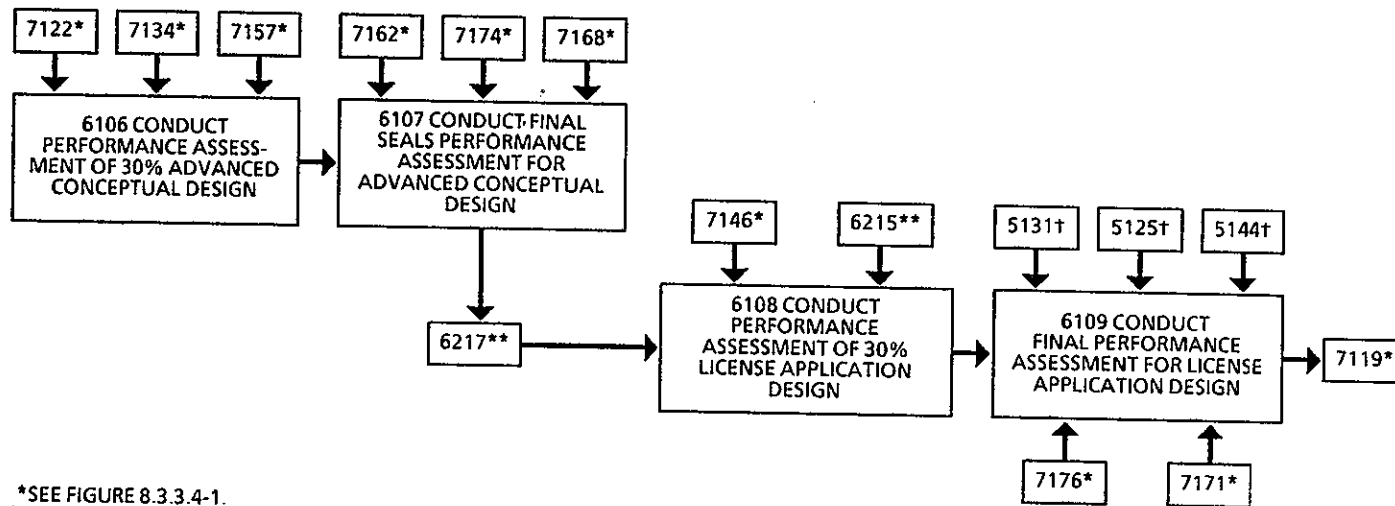 7122*
7134*
7157*
7162*
7174*
7168*
6106 CONDUCT
PERFORMANCE ASSESS-
MENT OF 30% ADVANCED
CONCEPTUAL DESIGN
6107 CONDUCT FINAL
SEALS PERFORMANCE
ASSESSMENT FOR
ADVANCED CONCEPTUAL
DESIGN
7146*
6215**
5131†
5125†
5144†
6217**
6108 CONDUCT
PERFORMANCE
ASSESSMENT OF 30%
LICENSE APPLICATION
DESIGN
6109 CONDUCT
FINAL PERFORMANCE
ASSESSMENT FOR LICENSE
APPLICATION DESIGN
7119*
7176*
7171*
*SEE FIGURE 8.3.3.4-1.